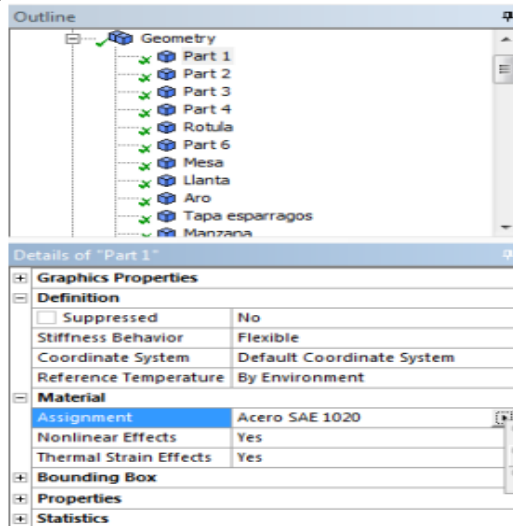 Outline
Geometry
Part 1
Part 2
Part 3
Part 4
Rotula
Part 6
Mesa
Llanta
Aro
Tapa esparragos
Manzana
Details of "Part 1"
Graphics Properties
Definition
Suppressed No
Stiffness Behavior Flexible
Coordinate System Default Coordinate System
Reference Temperature By Environment
Material
Assignment Acero SAE 1020
Nonlinear Effects Yes
Thermal Strain Effects Yes
Bounding Box
Properties
Statistics